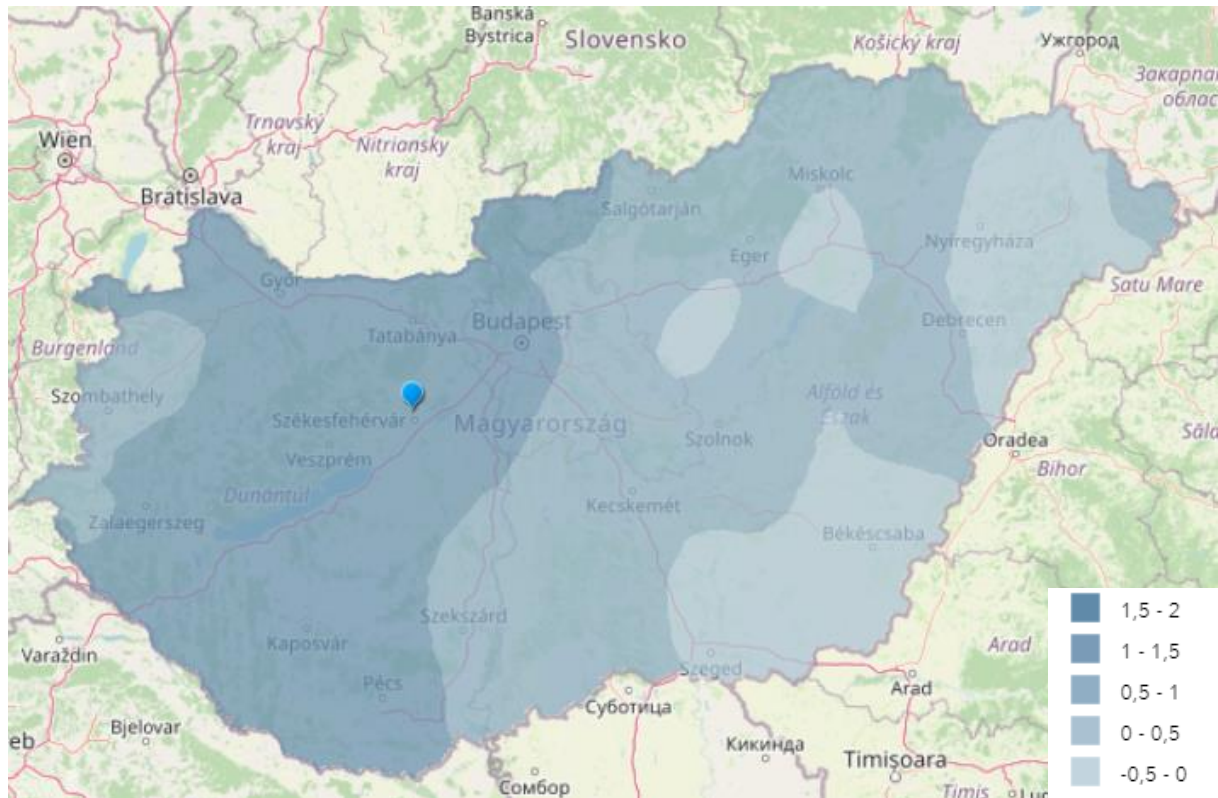 Banská
Bystrica
Slovensko
Košický kraj
Ужгород
Wien
Trnavský
kraj
Nitriansky
kraj
Bratislava
Miskolc
Salgótarján
Eger
Nyíregyháza
Győr
Satu Mare
Tatabánya
Budapest
Debrecen
Burgenland
Szombathely
Alföld és
Észak
Székesfehérvár
Magyarország
Szolnok
Oradea
Veszprém
Bihor
Dunántúl
Kecskemét
Zalaegerszeg
Békéscsaba
Szekszárd
Kaposvár
Varaždin
Szeged
Arad
Pécs
Arad
Суботица
Bjelovar
Кикинда
Timișoara
Сомбор
Timiș
1,5 - 2
1 - 1,5
0,5 - 1
0 - 0,5
-0,5 - 0